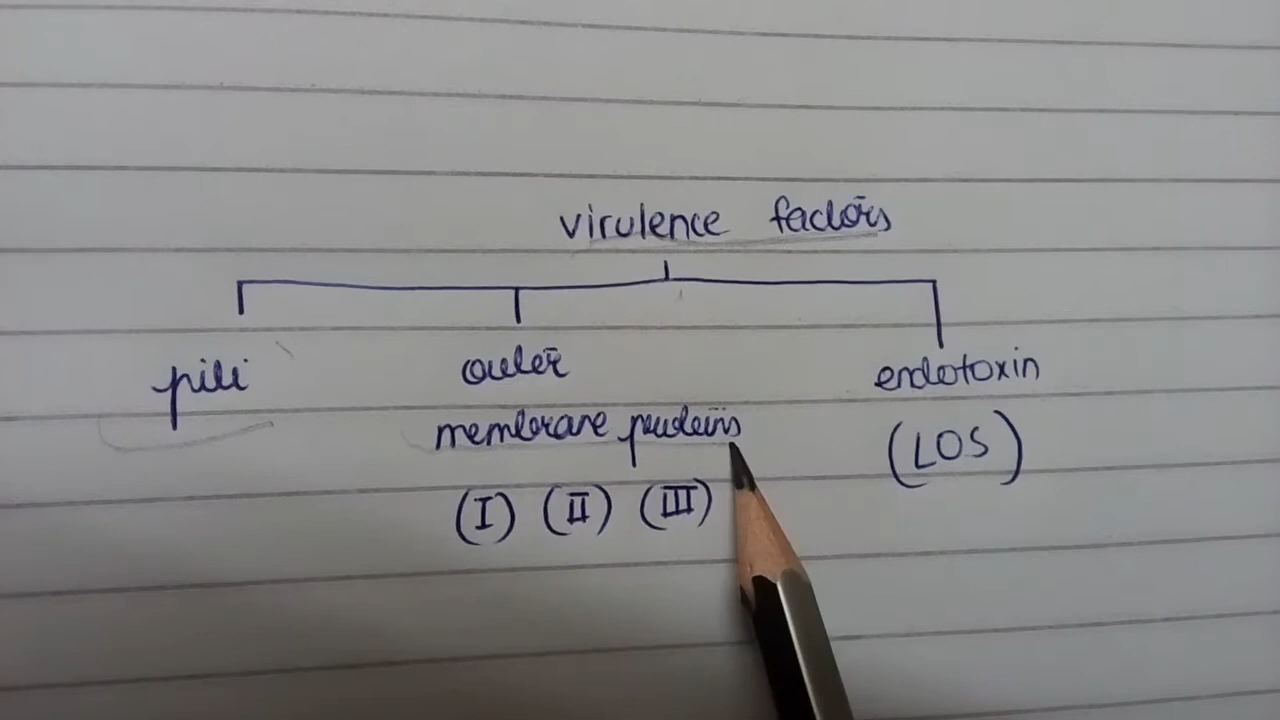 virulence factors
pili outer endotoxin
membrane proteins (LOS)
(I) (II) (III)